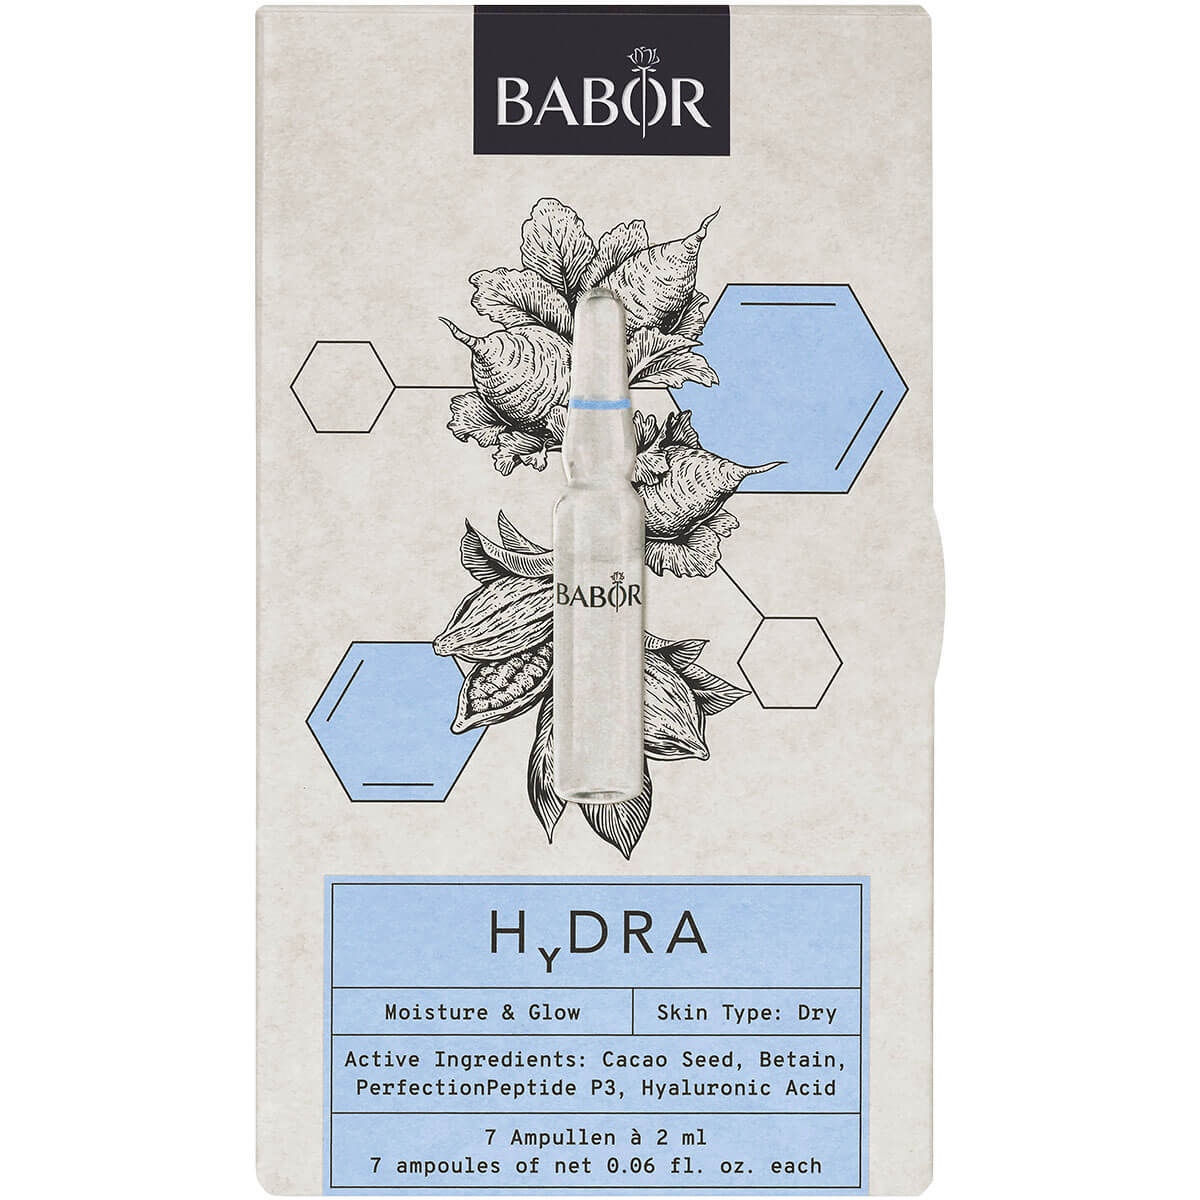 BABOR
BABOR
HYDRA
Moisture & Glow
Skin Type: Dry
Active Ingredients: Cacao Seed, Betain,
PerfectionPeptide P3, Hyaluronic Acid
7 Ampullen à 2 ml
7 ampoules of net 0.06 fl. oz. each